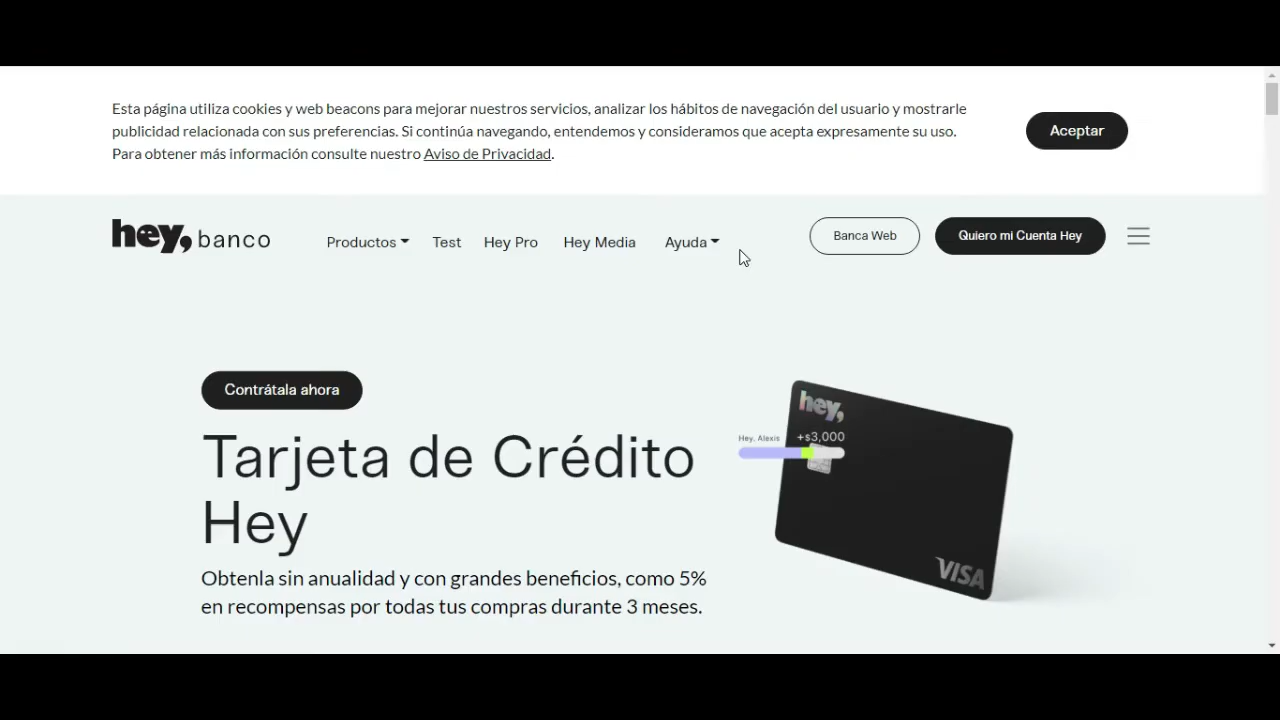 Esta página utiliza cookies y web beacons para mejorar nuestros servicios, analizar los hábitos de navegación del usuario y mostrarle
publicidad relacionada con sus preferencias. Si continúa navegando, entendemos y consideramos que acepta expresamente su uso.
Para obtener más información consulte nuestro Aviso de Privacidad.
Aceptar
hey, banco
Productos
Test
Hey Pro
Hey Media
Ayuda
Banca Web
Quiero mi Cuenta Hey
Contrátala ahora
Tarjeta de Crédito
Hey
Obtenla sin anualidad y con grandes beneficios, como 5%
en recompensas por todas tus compras durante 3 meses.
hey,
Hey, Alexis
+$3,000
VISA